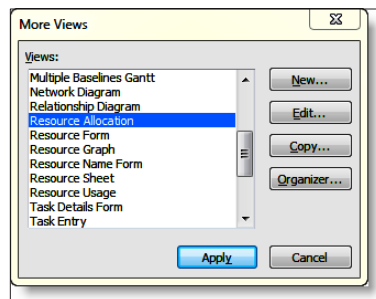 More Views
Views:
Multiple Baselines Gantt
Network Diagram
Relationship Diagram
Resource Allocation
Resource Form
Resource Graph
Resource Name Form
Resource Sheet
Resource Usage
Task Details Form
Task Entry
New...
Edit...
Copy...
Organizer...
Apply
Cancel